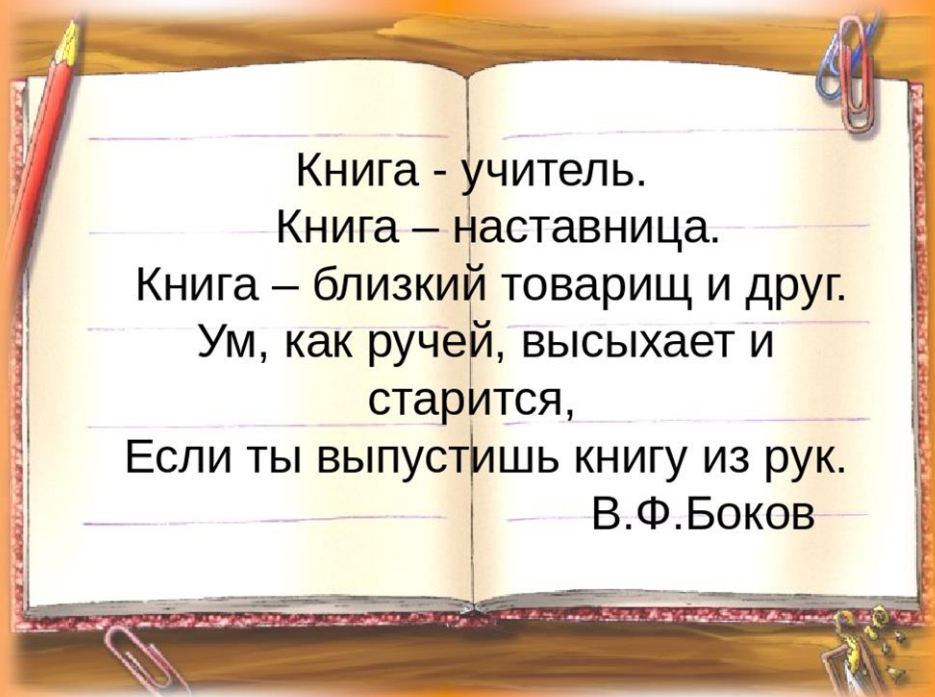 Книга - учитель.
Книга – наставница.
Книга – близкий товарищ и друг.
Ум, как ручей, высыхает и
старится,
Если ты выпустишь книгу из рук.
В.Ф.Боков